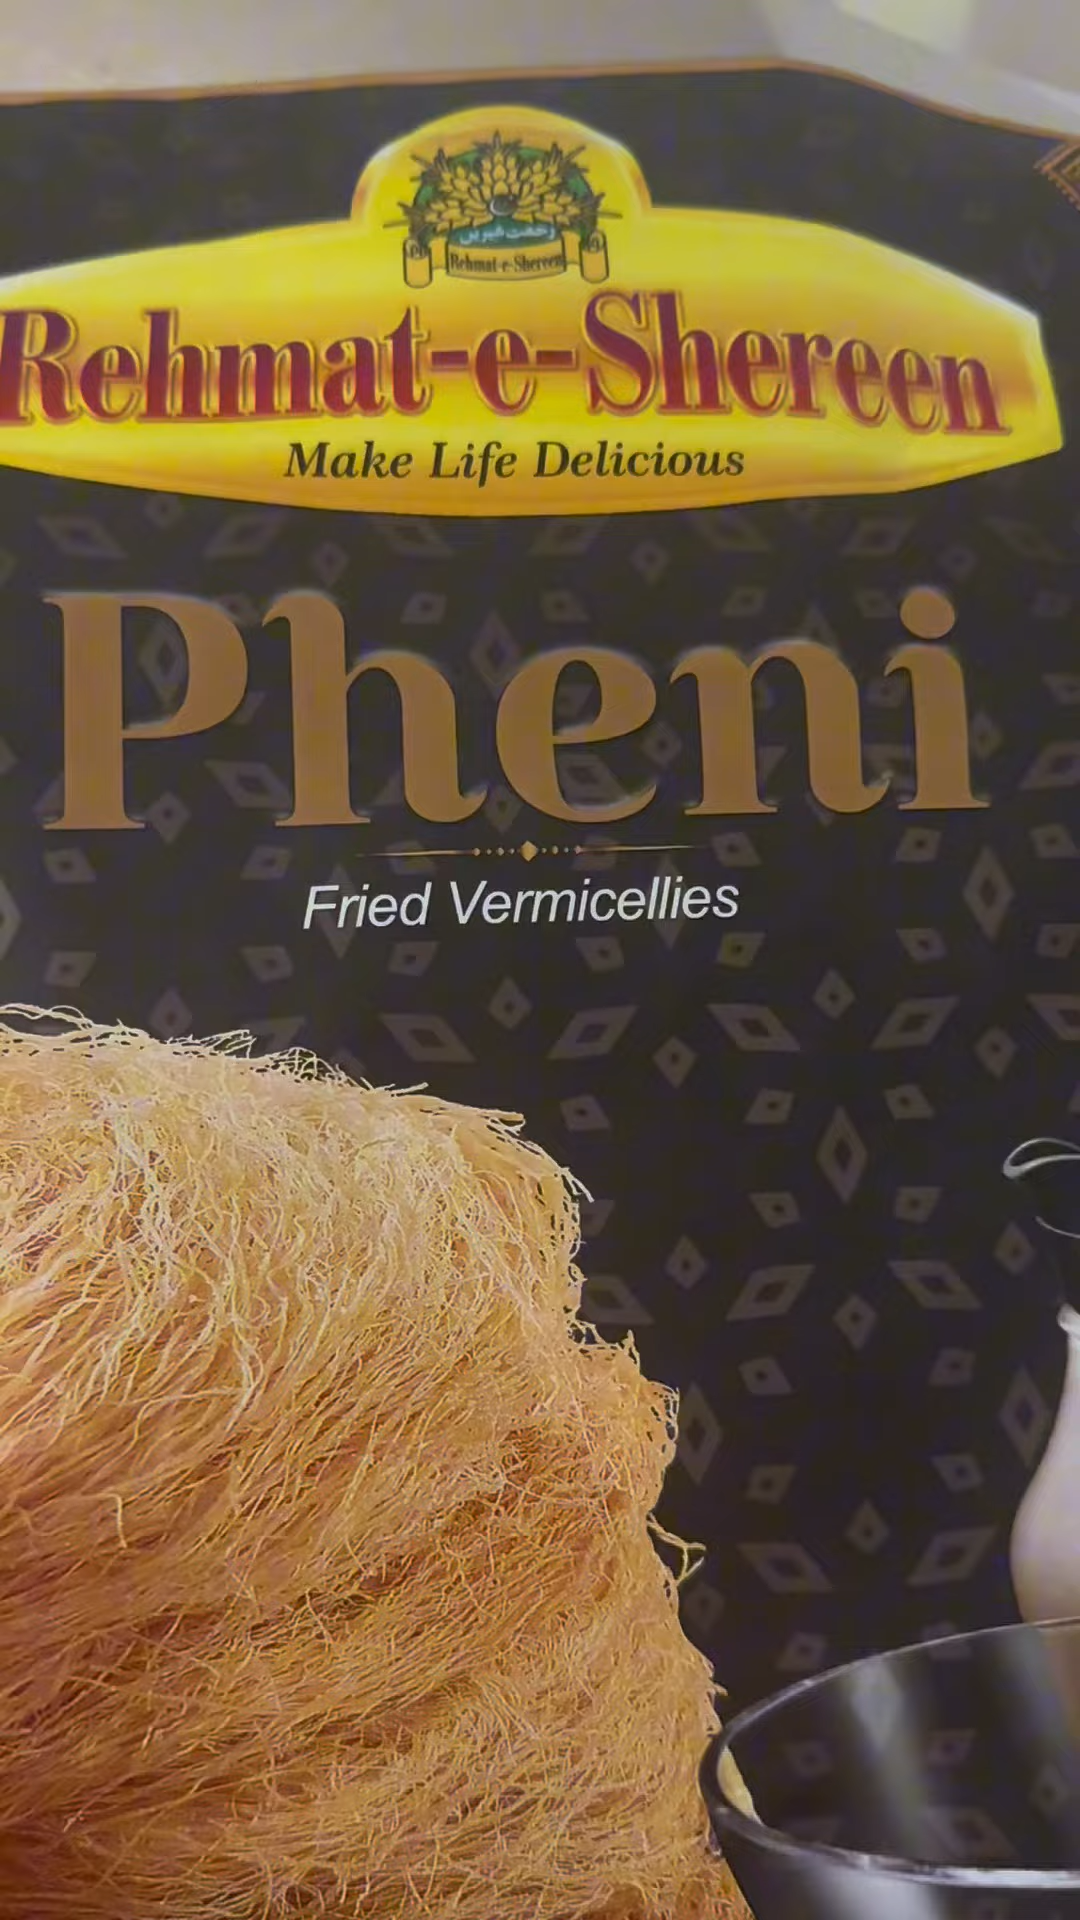 رحمت شیریں
Rehmat-e-Shereen
Rehmat-e-Shereen
Make Life Delicious
Pheni
Fried Vermicellies